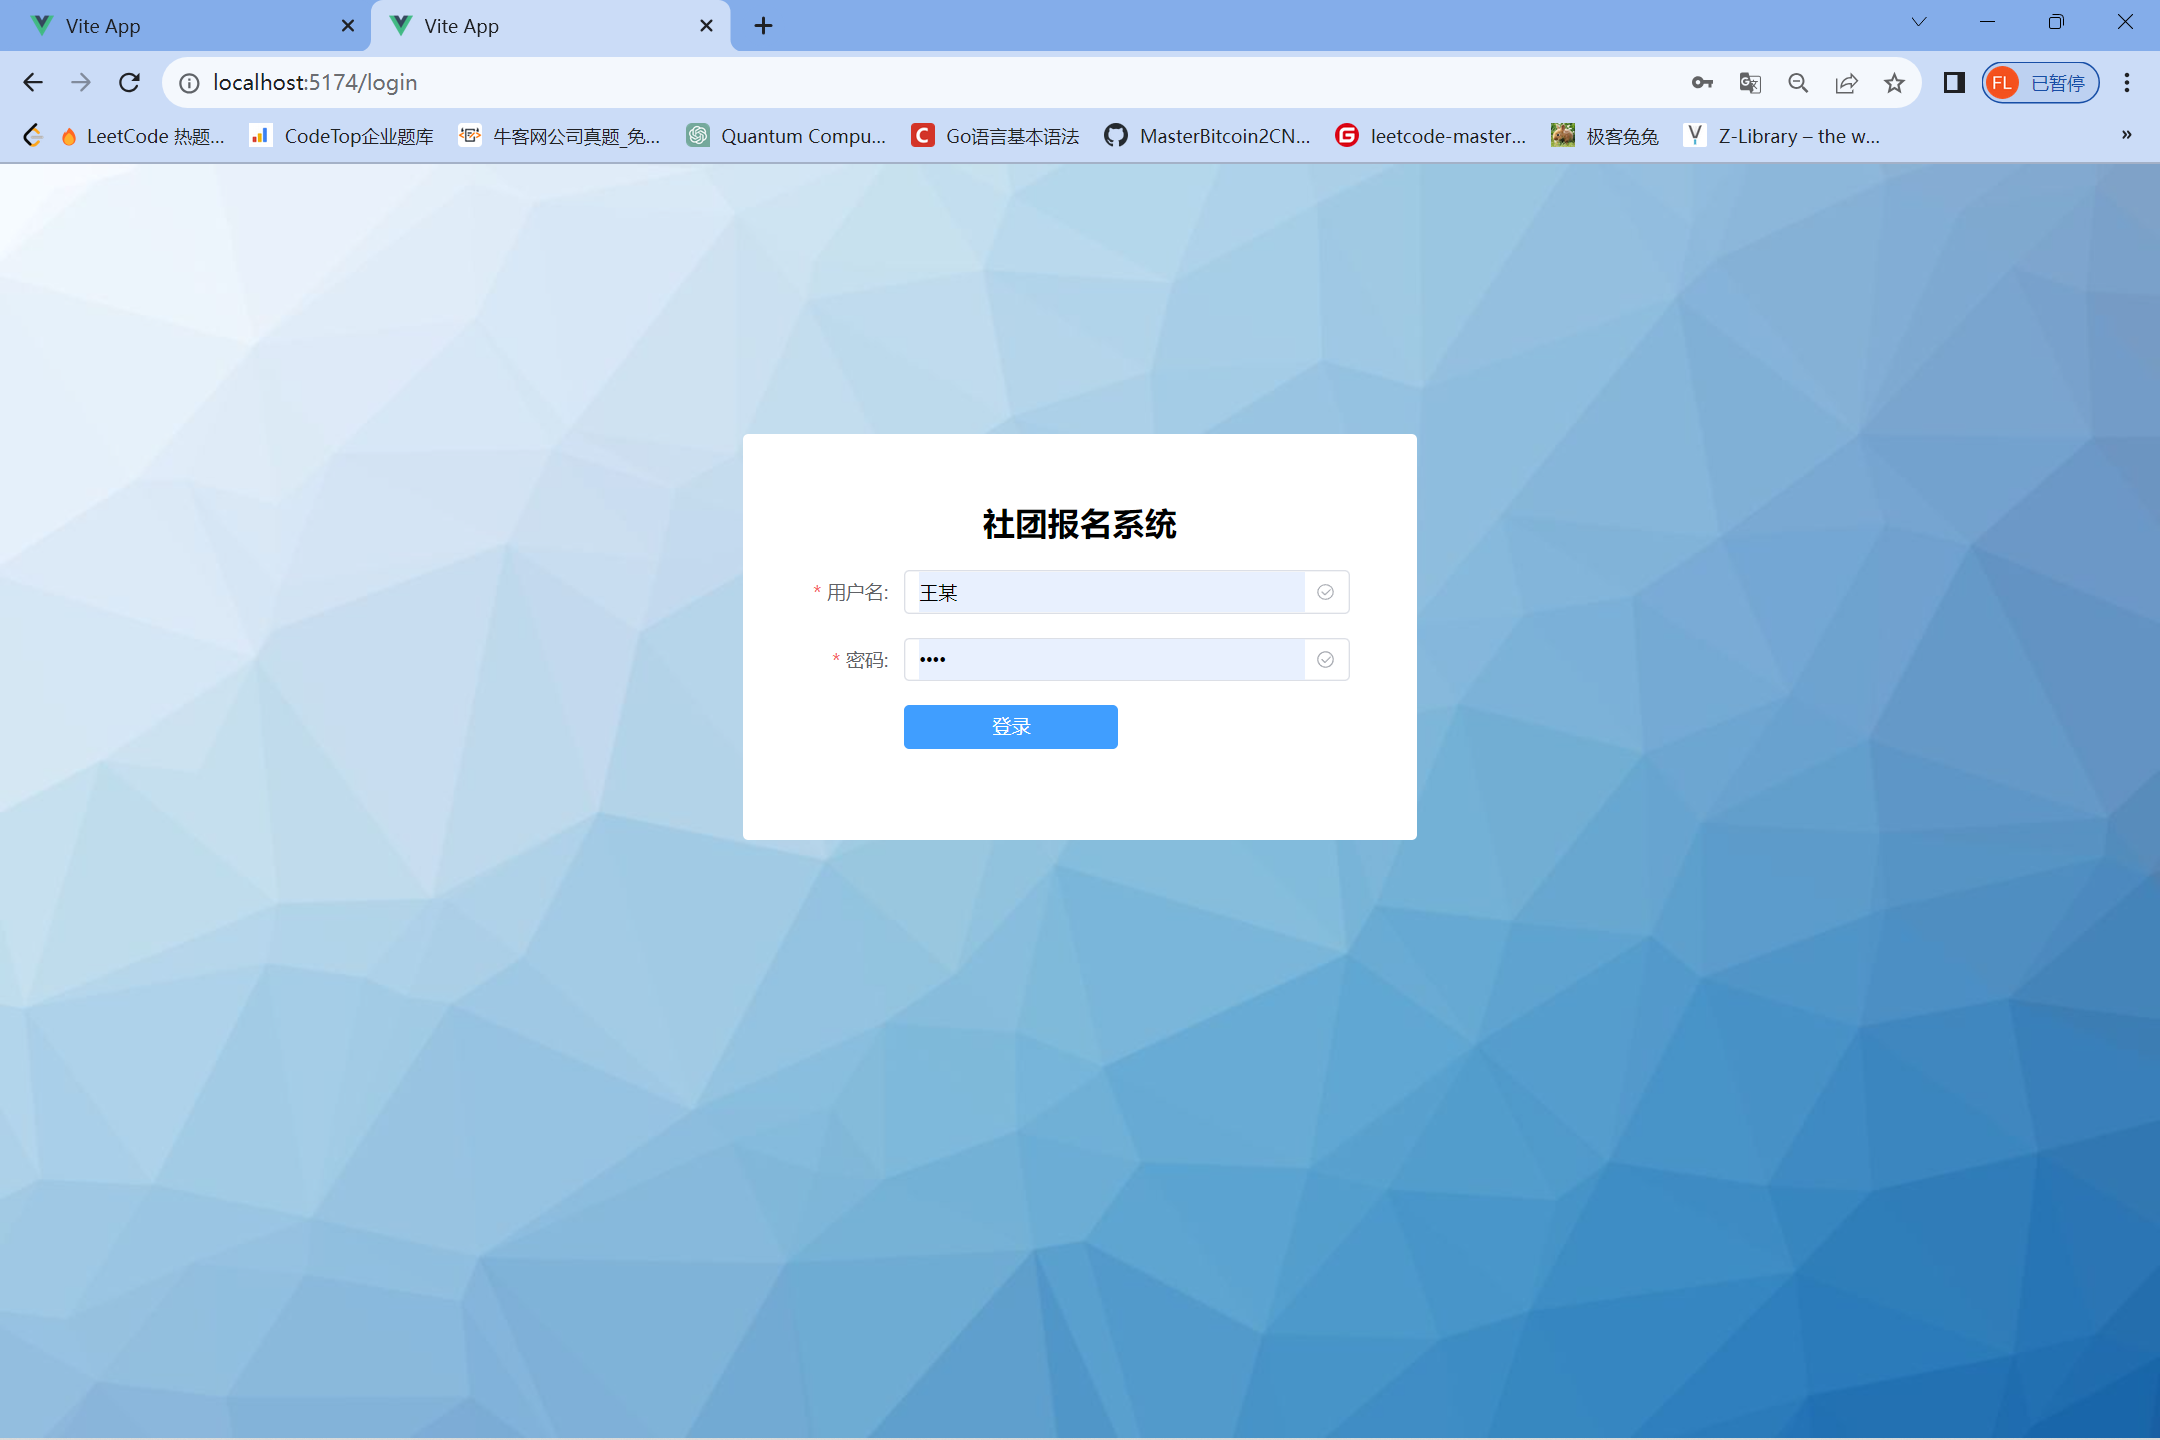 Vite App
Vite App
localhost:5174/login
FL 已暂停
LeetCode 热题...
CodeTop企业题库
牛客网公司真题_免...
Quantum Compu...
C Go语言基本语法
MasterBitcoin2CN...
G leetcode-master...
极客兔兔
Z-Library – the w...
»
社团报名系统
* 用户名: 王某
* 密码: ••••
登录